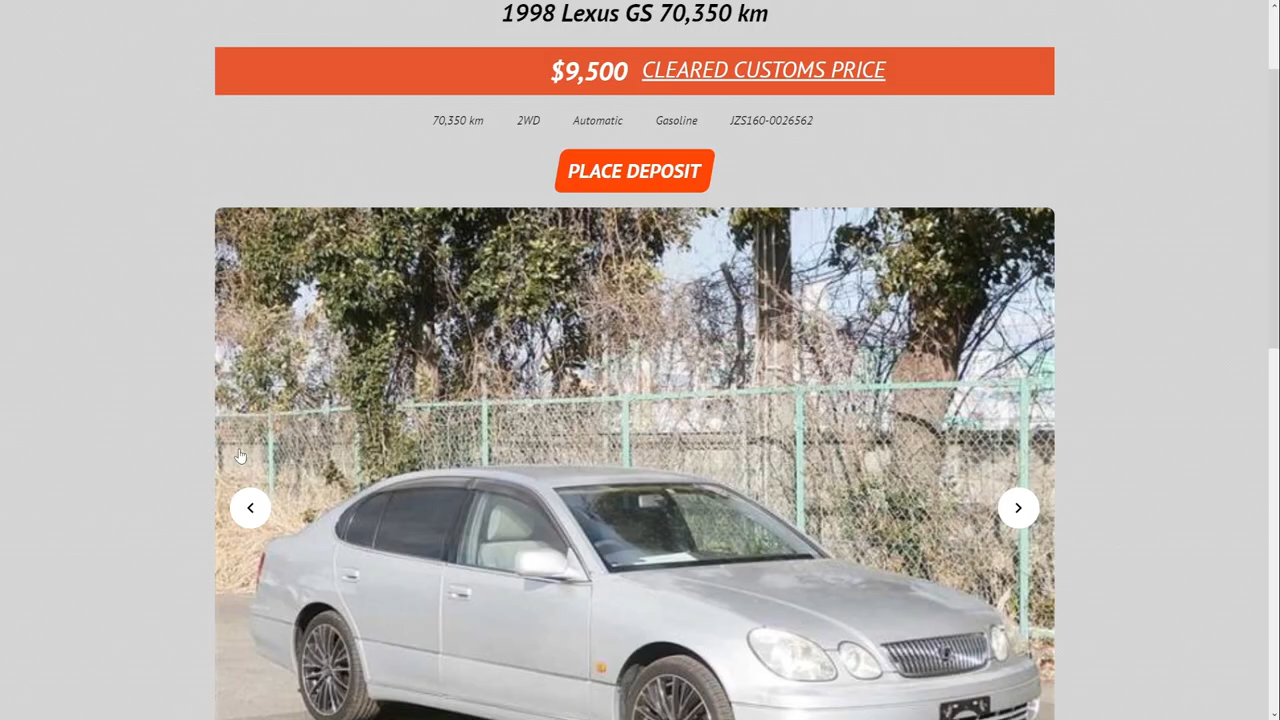 1998 Lexus GS 70,350 km
$9,500 CLEARED CUSTOMS PRICE
70,350 km 2WD Automatic Gasoline JZS160-0026562
PLACE DEPOSIT